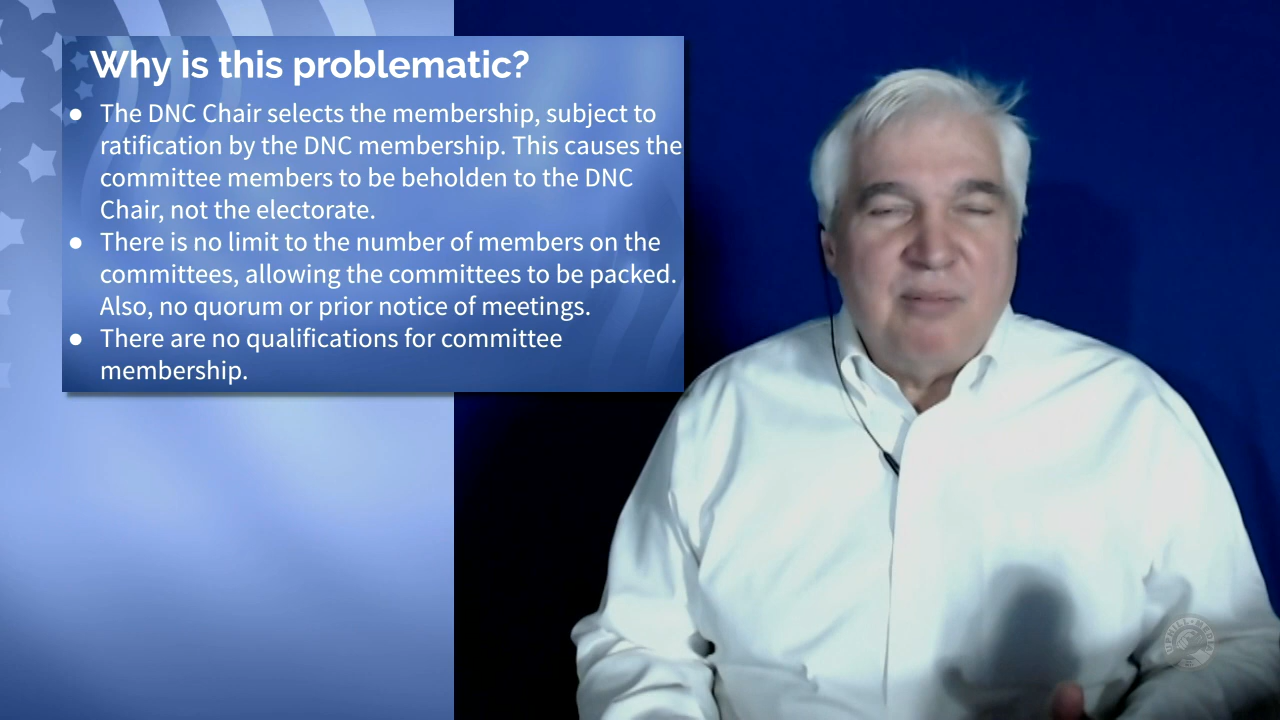 Why is this problematic?
● The DNC Chair selects the membership, subject to
ratification by the DNC membership. This causes the
committee members to be beholden to the DNC
Chair, not the electorate.
● There is no limit to the number of members on the
committees, allowing the committees to be packed.
Also, no quorum or prior notice of meetings.
● There are no qualifications for committee
membership.